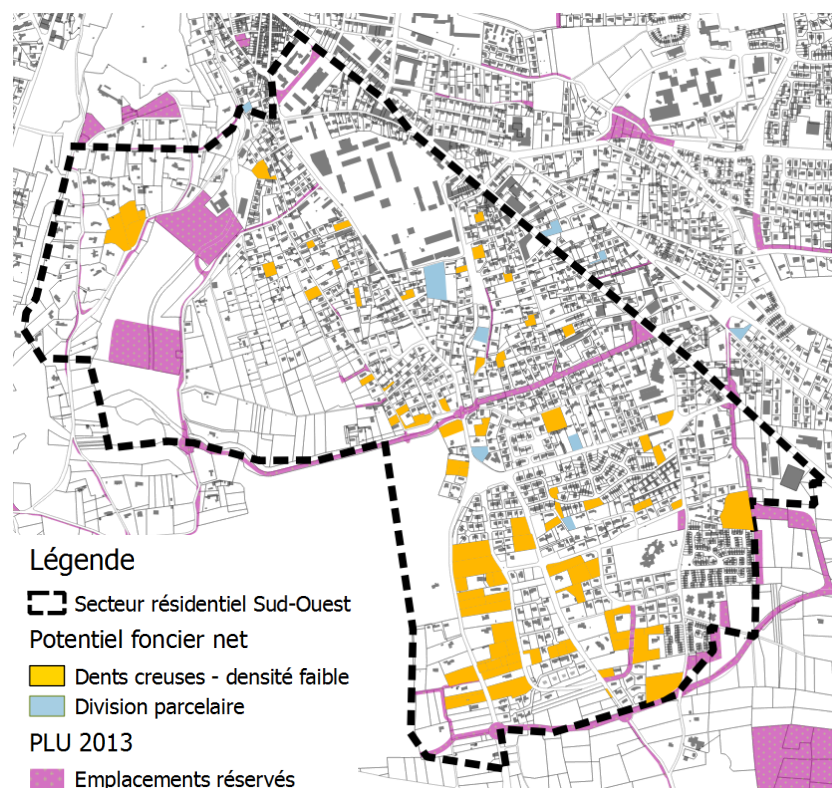 Légende
Secteur résidentiel Sud-Ouest
Potentiel foncier net
Dents creuses - densité faible
Division parcelaire
PLU 2013
Emplacements réservés